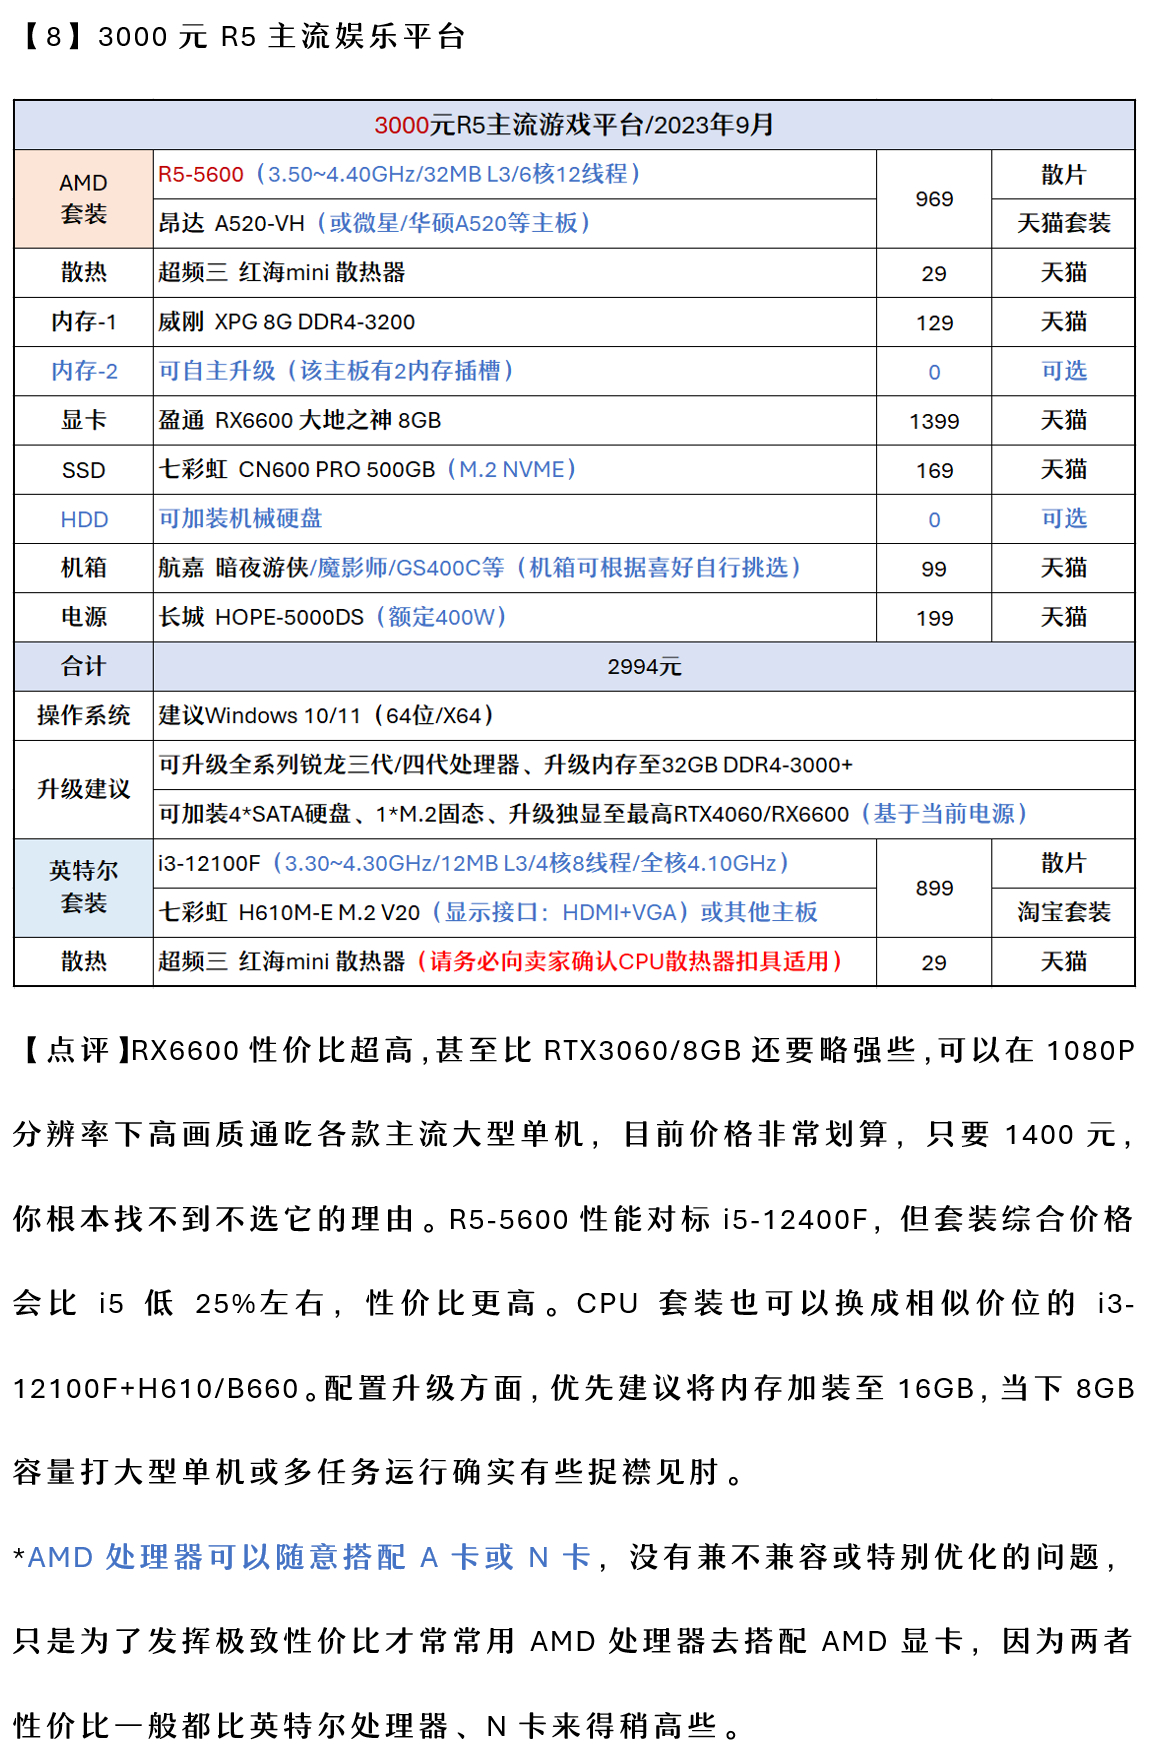 【8】3000 元 R5 主流娱乐平台
3000元R5主流游戏平台/2023年9月
AMD
套装
R5-5600（3.50~4.40GHz/32MB L3/6核12线程）
969
散片
昂达 A520-VH（或微星/华硕A520等主板）
天猫套装
散热
超频三 红海mini 散热器
29
天猫
内存-1
威刚 XPG 8G DDR4-3200
129
天猫
内存-2
可自主升级（该主板有2内存插槽）
0
可选
显卡
盈通 RX6600 大地之神 8GB
1399
天猫
SSD
七彩虹 CN600 PRO 500GB（M.2 NVME）
169
天猫
HDD
可加装机械硬盘
0
可选
机箱
航嘉 暗夜游侠/魔影师/GS400C等（机箱可根据喜好自行挑选）
99
天猫
电源
长城 HOPE-5000DS（额定400W）
199
天猫
合计
2994元
操作系统
建议Windows 10/11（64位/X64）
升级建议
可升级全系列锐龙三代/四代处理器、升级内存至32GB DDR4-3000+
可加装4*SATA硬盘、1*M.2固态、升级独显至最高RTX4060/RX6600（基于当前电源）
英特尔
套装
i3-12100F（3.30~4.30GHz/12MB L3/4核8线程/全核4.10GHz）
899
散片
七彩虹 H610M-E M.2 V20（显示接口：HDMI+VGA）或其他主板
淘宝套装
散热
超频三 红海mini 散热器（请务必向卖家确认CPU散热器扣具适用）
29
天猫
【点评】RX6600 性价比超高，甚至比 RTX3060/8GB 还要略强些，可以在 1080P
分辨率下高画质通吃各款主流大型单机，目前价格非常划算，只要 1400 元，
你根本找不到不选它的理由。R5-5600 性能对标 i5-12400F，但套装综合价格
会比 i5 低 25%左右，性价比更高。CPU 套装也可以换成相似价位的 i3-
12100F+H610/B660。配置升级方面，优先建议将内存加装至 16GB，当下 8GB
容量打大型单机或多任务运行确实有些捉襟见肘。
*AMD 处理器可以随意搭配 A 卡或 N 卡，没有兼不兼容或特别优化的问题，
只是为了发挥极致性价比才常常用 AMD 处理器去搭配 AMD 显卡，因为两者
性价比一般都比英特尔处理器、N 卡来得稍高些。